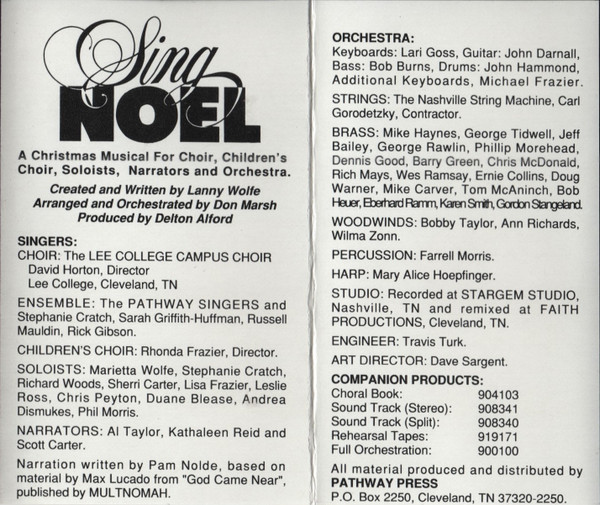 Sing
NOEL
A Christmas Musical For Choir, Children's
Choir, Soloists, Narrators and Orchestra.
Created and Written by Lanny Wolfe
Arranged and Orchestrated by Don Marsh
Produced by Delton Alford
SINGERS:
CHOIR: The LEE COLLEGE CAMPUS CHOIR
David Horton, Director
Lee College, Cleveland, TN
ENSEMBLE: The PATHWAY SINGERS and
Stephanie Cratch, Sarah Griffith-Huffman, Russell
Mauldin, Rick Gibson.
CHILDREN'S CHOIR: Rhonda Frazier, Director.
SOLOISTS: Marietta Wolfe, Stephanie Cratch,
Richard Woods, Sherri Carter, Lisa Frazier, Leslie
Ross, Chris Peyton, Duane Blease, Andrea
Dismukes, Phil Morris.
NARRATORS: Al Taylor, Kathaleen Reid and
Scott Carter.
Narration written by Pam Nolde, based on
material by Max Lucado from "God Came Near",
published by MULTNOMAH.
ORCHESTRA:
Keyboards: Lari Goss, Guitar: John Darnall,
Bass: Bob Burns, Drums: John Hammond,
Additional Keyboards, Michael Frazier.
STRINGS: The Nashville String Machine, Carl
Gorodetzky, Contractor.
BRASS: Mike Haynes, George Tidwell, Jeff
Bailey, George Rawlin, Phillip Morehead,
Dennis Good, Barry Green, Chris McDonald,
Rich Mays, Wes Ramsay, Ernie Collins, Doug
Warner, Mike Carver, Tom McAninch, Bob
Heuer, Eberhard Ramm, Karen Smith, Gordon Stangeland.
WOODWINDS: Bobby Taylor, Ann Richards,
Wilma Zonn.
PERCUSSION: Farrell Morris.
HARP: Mary Alice Hoepfinger.
STUDIO: Recorded at STARGEM STUDIO,
Nashville, TN and remixed at FAITH
PRODUCTIONS, Cleveland, TN.
ENGINEER: Travis Turk.
ART DIRECTOR: Dave Sargent.
COMPANION PRODUCTS:
Choral Book: 904103
Sound Track (Stereo): 908341
Sound Track (Split): 908340
Rehearsal Tapes: 919171
Full Orchestration: 900100
All material produced and distributed by
PATHWAY PRESS
P.O. Box 2250, Cleveland, TN 37320-2250.